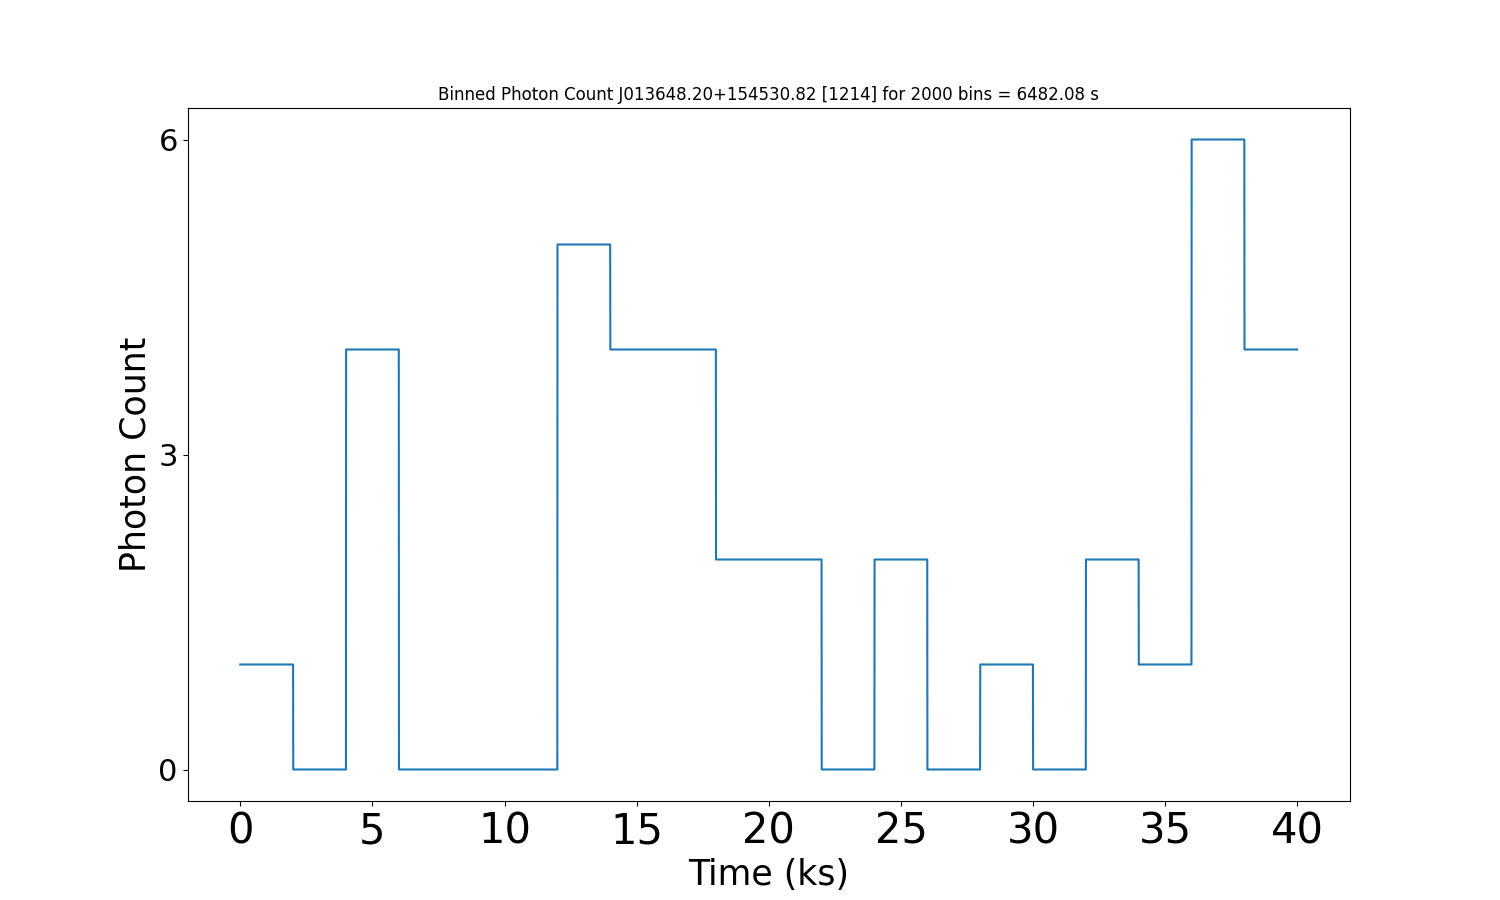 Binned Photon Count J013648.20+154530.82 [1214] for 2000 bins = 6482.08 s
6
3
0
Photon Count
0 5 10 15 20 25 30 35 40
Time (ks)